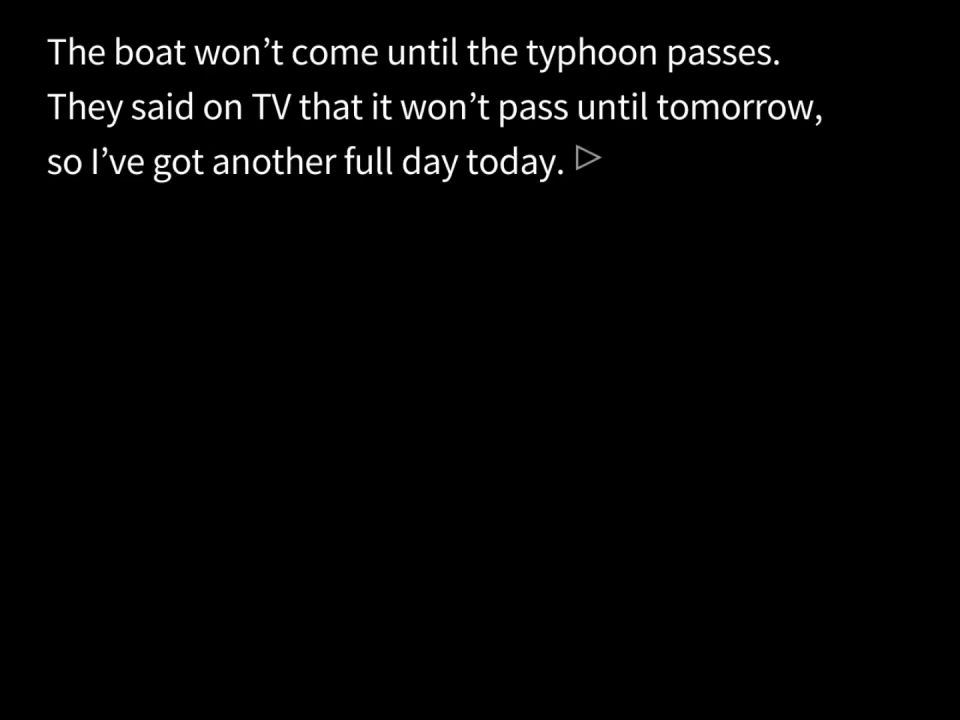 The boat won’t come until the typhoon passes.
They said on TV that it won’t pass until tomorrow,
so I’ve got another full day today.